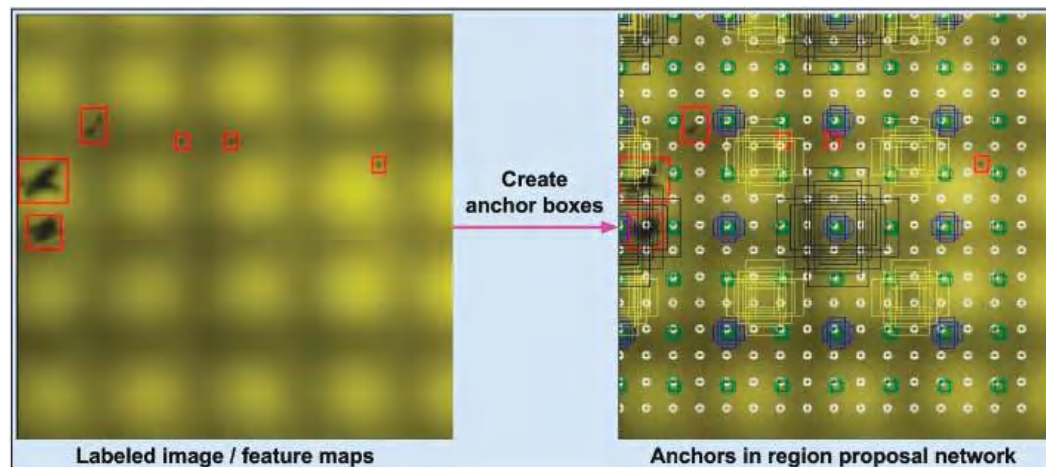 Create
anchor boxes
Labeled image / feature maps
Anchors in region proposal network